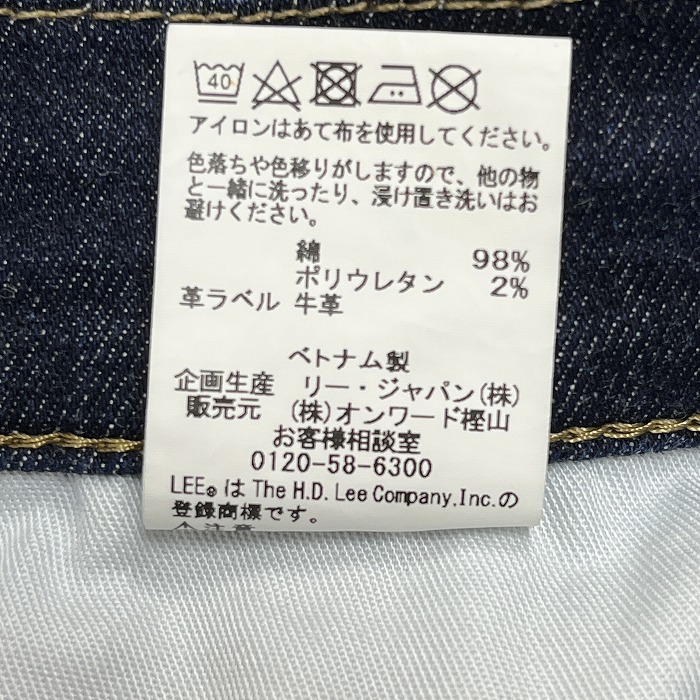 40
アイロンはあて布を使用してください。
色落ちや色移りがしますので、他の物
と一緒に洗ったり、浸け置き洗いはお
避けください。
綿 98%
ポリウレタン 2%
革ラベル 牛革
ベトナム製
企画生産 リー・ジャパン(株)
販売元 (株)オンワード樫山
お客様相談室
0120-58-6300
LEE®は The H.D. Lee Company,Inc.の
登録商標です。